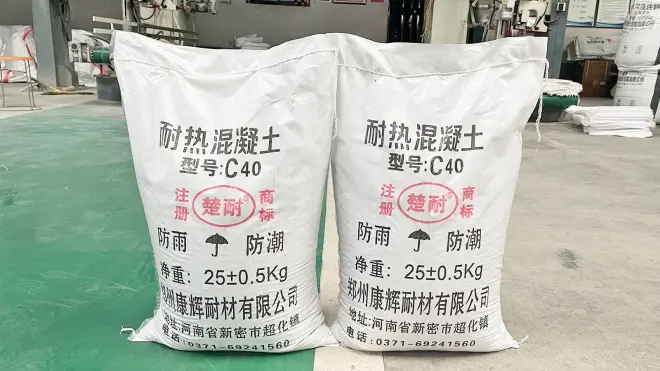 耐热混凝土
型号:C40
注册 楚耐® 商标
防雨 防潮
净重: 25±0.5Kg
郑州康辉耐材有限公司
地址:河南省新密市超化镇
电话:0371-69241560
耐热混凝土
型号:C40
注册 楚耐® 商标
防雨 防潮
净重: 25±0.5Kg
郑州康辉耐材有限公司
地址:河南省新密市超化镇
电话:0371-69241560